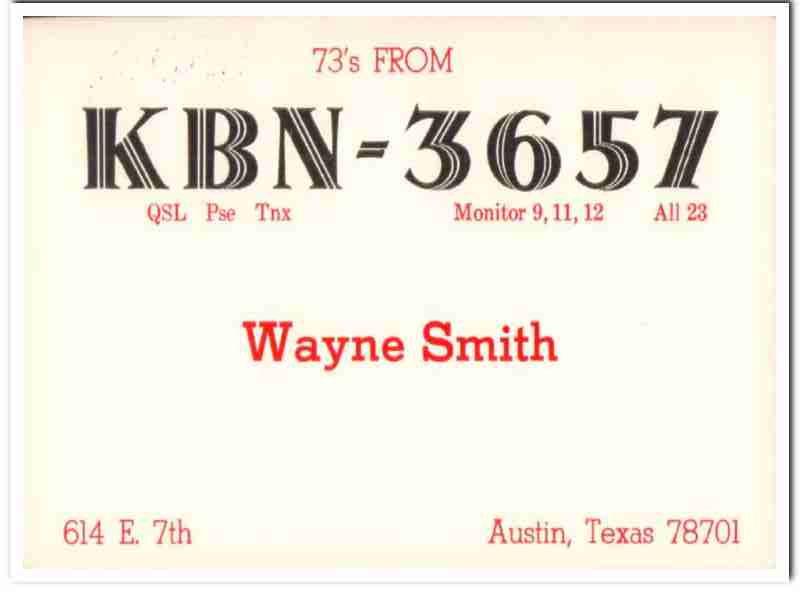 73's FROM
KBN-3657
QSL Pse Tnx Monitor 9, 11, 12 All 23
Wayne Smith
614 E. 7th Austin, Texas 78701